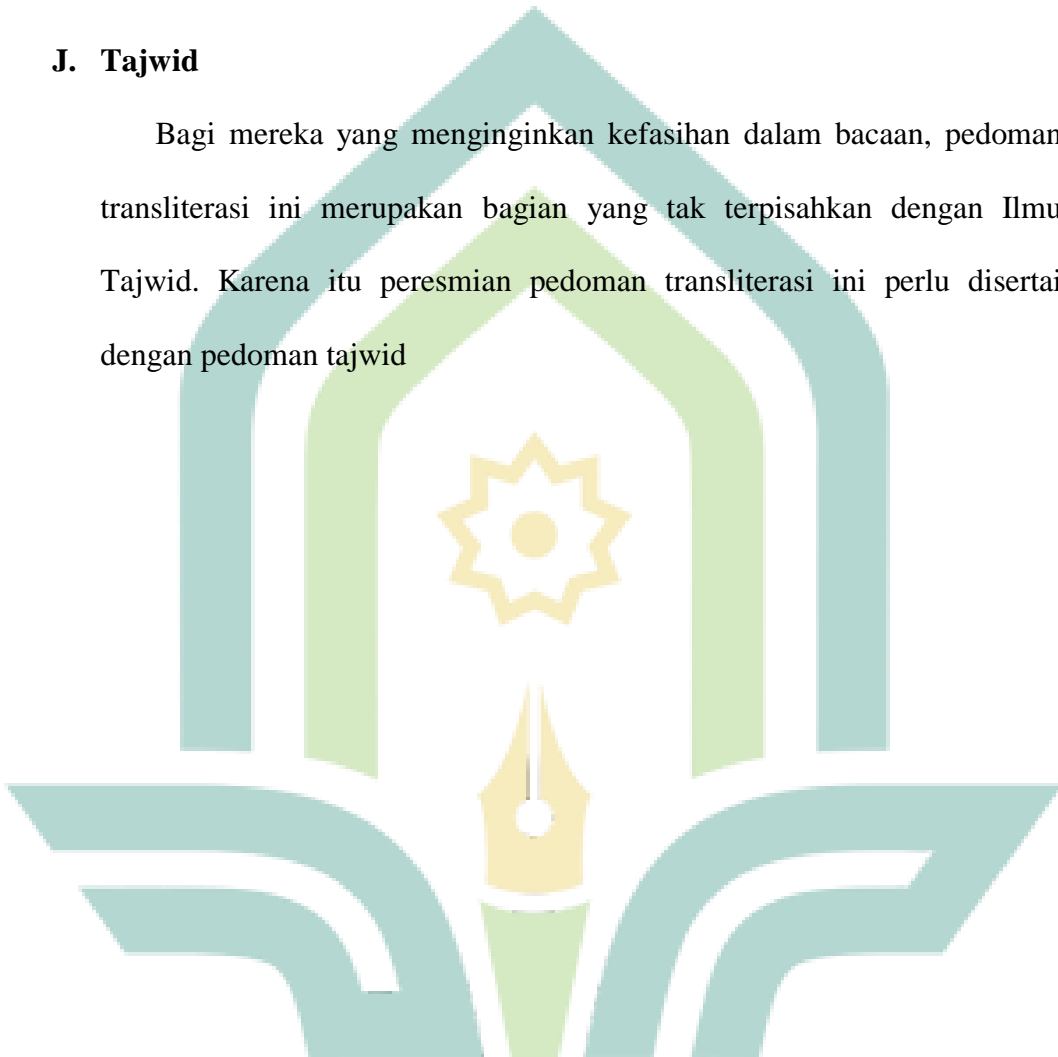 J. Tajwid
Bagi mereka yang menginginkan kefasihan dalam bacaan, pedoman
transliterasi ini merupakan bagian yang tak terpisahkan dengan Ilmu
Tajwid. Karena itu peresmian pedoman transliterasi ini perlu disertai
dengan pedoman tajwid